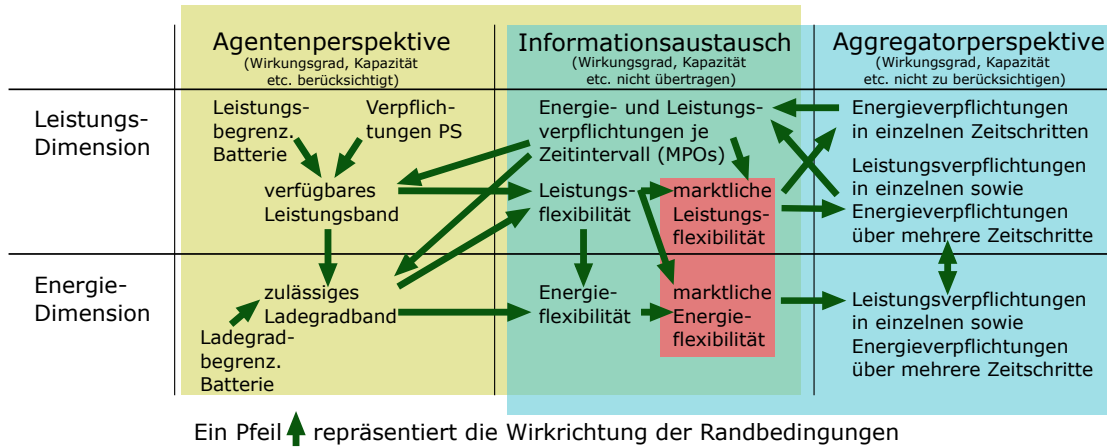 Agentenperspektive
(Wirkungsgrad, Kapazität
etc. berücksichtigt)
Informationsaustausch
(Wirkungsgrad, Kapazität
etc. nicht übertragen)
Aggregatorperspektive
(Wirkungsgrad, Kapazität
etc. nicht zu berücksichtigen)
Leistungs-
Dimension
Leistungs-
begrenz.
Batterie
Verpflich-
tungen PS
verfügbares
Leistungsband
Energie- und Leistungs-
verpflichtungen je
Zeitintervall (MPOs)
Leistungs-
flexibilität
marktliche
Leistungs-
flexibilität
Energieverpflichtungen
in einzelnen Zeitschritten
Leistungsverpflichtungen
in einzelnen sowie
Energieverpflichtungen
über mehrere Zeitschritte
Energie-
Dimension
zulässiges
Ladegradband
Ladegrad-
begrenz.
Batterie
Energie-
flexibilität
marktliche
Energie-
flexibilität
Leistungsverpflichtungen
in einzelnen sowie
Energieverpflichtungen
über mehrere Zeitschritte
Ein Pfeil repräsentiert die Wirkrichtung der Randbedingungen